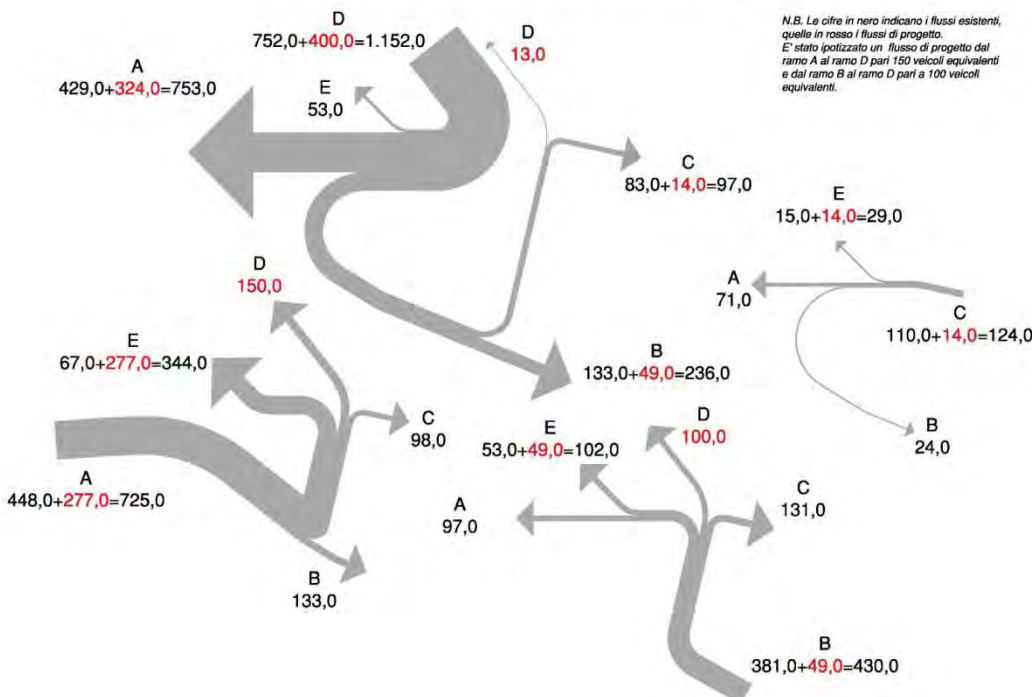 D
752,0+400,0=1.152,0
D
13,0
N.B. Le cifre in nero indicano i flussi esistenti,
quelle in rosso i flussi di progetto.
E' stato ipotizzato un flusso di progetto dal
ramo A al ramo D pari 150 veicoli equivalenti
e dal ramo B al ramo D pari a 100 veicoli
equivalenti.
A
429,0+324,0=753,0
E
53,0
C
83,0+14,0=97,0
E
15,0+14,0=29,0
D
150,0
A
71,0
C
110,0+14,0=124,0
E
67,0+277,0=344,0
B
133,0+49,0=236,0
C
98,0
D
100,0
B
24,0
E
53,0+49,0=102,0
A
448,0+277,0=725,0
A
97,0
C
131,0
B
133,0
B
381,0+49,0=430,0